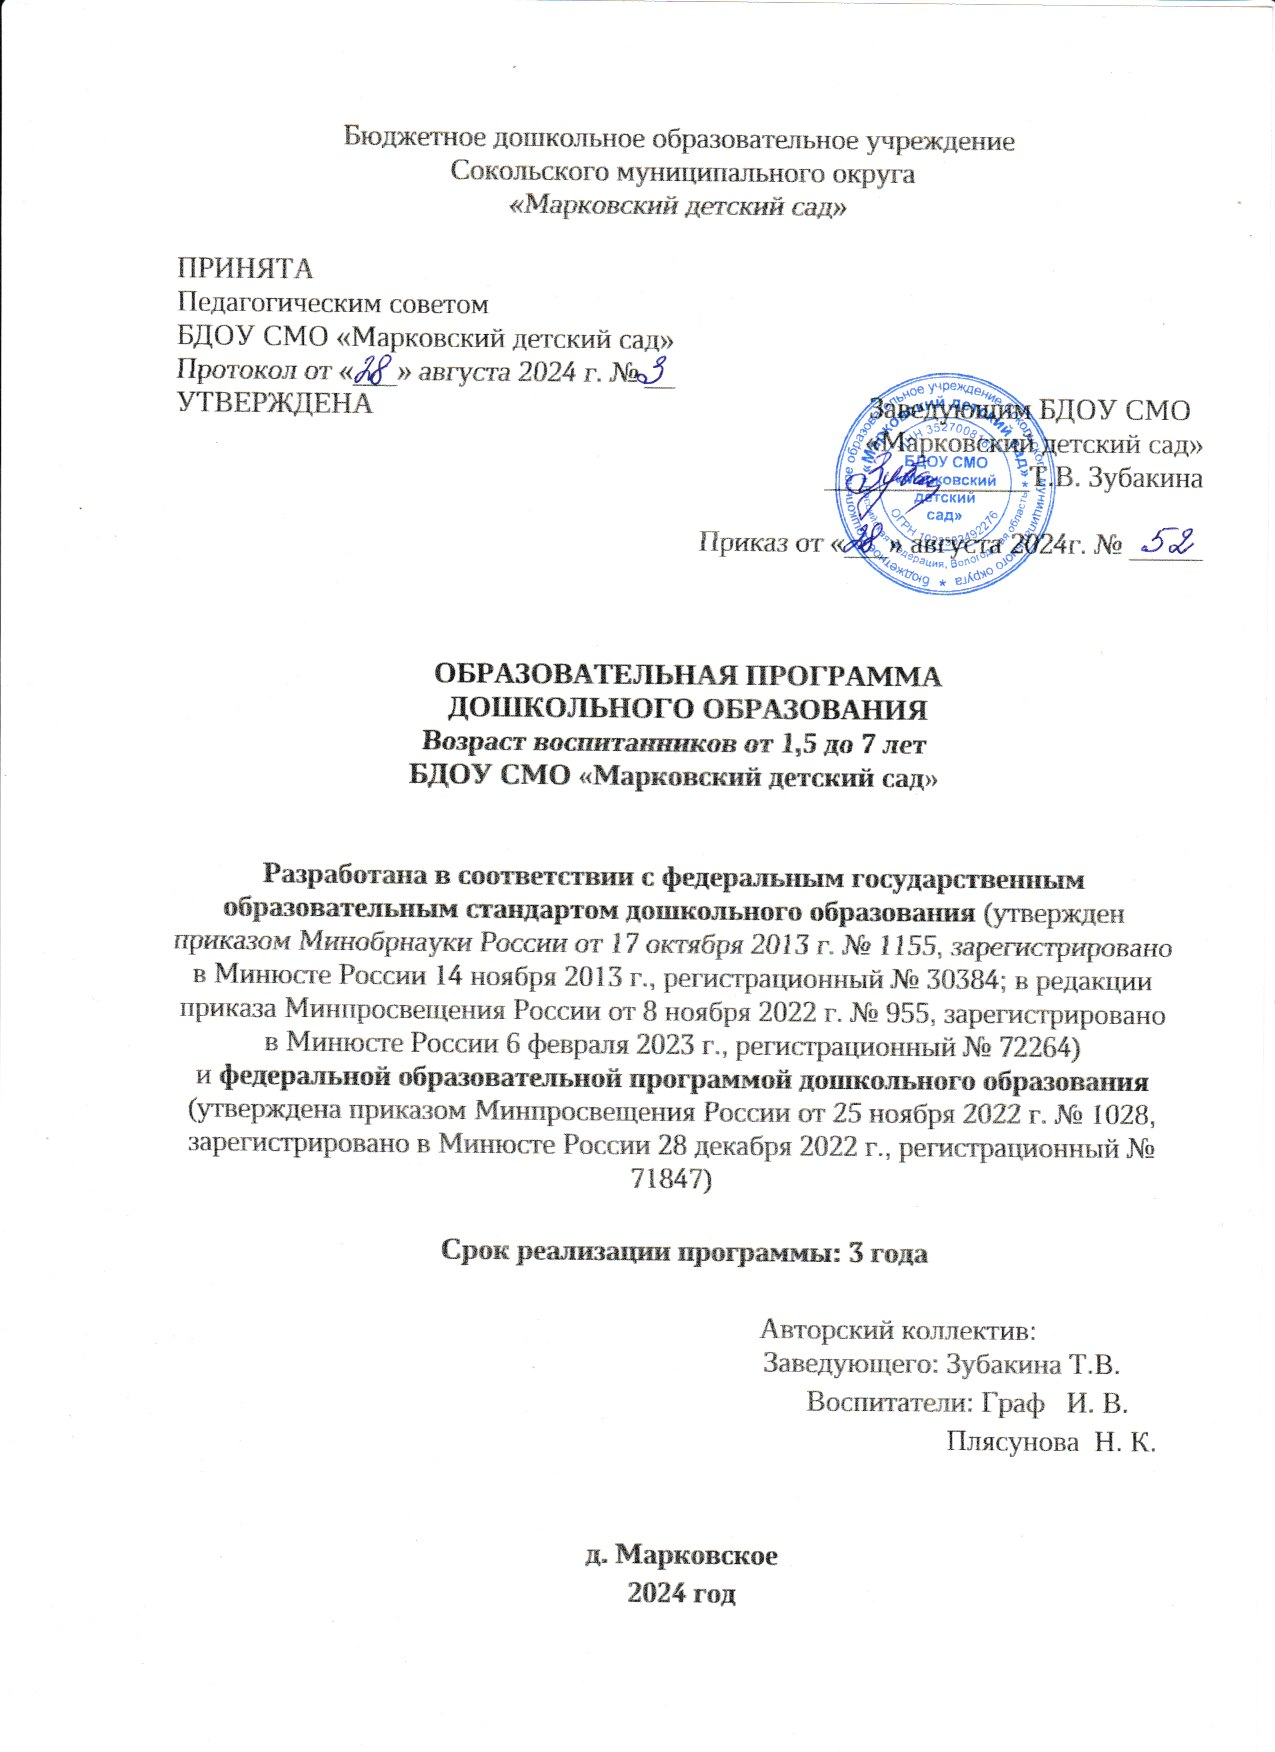 Бюджетное дошкольное образовательное учреждение
Сокольского муниципального округа
«Марковский детский сад»
ПРИНЯТА
Педагогическим советом
БДОУ СМО «Марковский детский сад»
Протокол от «28» августа 2024 г. № 3
УТВЕРЖДЕНА
Заведующим БДОУ СМО
«Марковский детский сад»
Т.В. Зубакина
Приказ от «28» августа 2024г. № 52
БДОУ СМО
«Марковский
детский
сад»
ОБРАЗОВАТЕЛЬНАЯ ПРОГРАММА
ДОШКОЛЬНОГО ОБРАЗОВАНИЯ
Возраст воспитанников от 1,5 до 7 лет
БДОУ СМО «Марковский детский сад»
Разработана в соответствии с федеральным государственным
образовательным стандартом дошкольного образования (утвержден
приказом Минобрнауки России от 17 октября 2013 г. № 1155, зарегистрировано
в Минюсте России 14 ноября 2013 г., регистрационный № 30384; в редакции
приказа Минпросвещения России от 8 ноября 2022 г. № 955, зарегистрировано
в Минюсте России 6 февраля 2023 г., регистрационный № 72264)
и федеральной образовательной программой дошкольного образования
(утверждена приказом Минпросвещения России от 25 ноября 2022 г. № 1028,
зарегистрировано в Минюсте России 28 декабря 2022 г., регистрационный №
71847)
Срок реализации программы: 3 года
Авторский коллектив:
Заведующего: Зубакина Т.В.
Воспитатели: Граф И. В.
Плясунова Н. К.
д. Марковское
2024 год